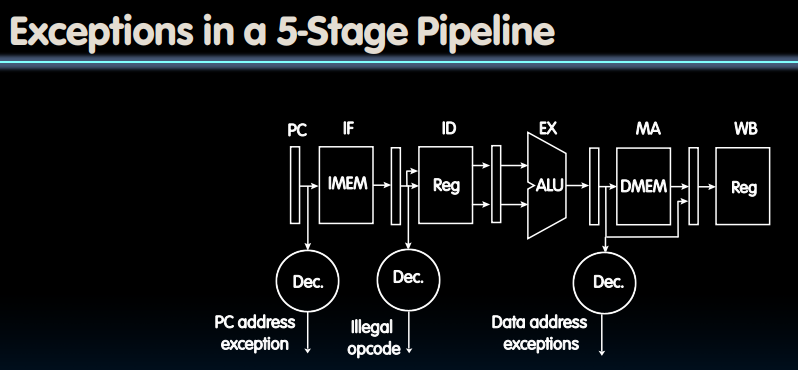 Exceptions in a 5-Stage Pipeline
PC IF ID EX MA WB
IMEM Reg ALU DMEM Reg
Dec. Dec. Dec.
PC address
exception
Illegal
opcode
Data address
exceptions